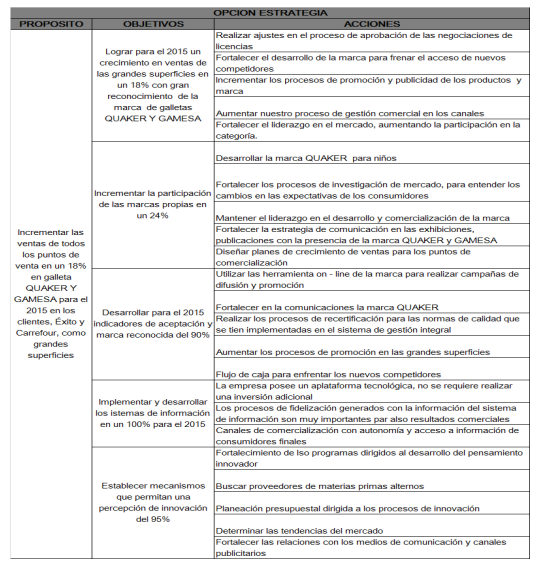 OPCION ESTRATEGIA
PROPOSITO OBJETIVOS ACCIONES
Incrementar las
ventas de todos
los puntos de
venta en un 18%
en galleta
QUAKER Y
GAMESA para el
2015 en los
clientes, Éxito y
Carrefour, como
grandes
superficies
Lograr para el 2015 un
crecimiento en ventas de
las grandes superficies en
un 18% con gran
reconocimiento de la
marca de galletas
QUAKER Y GAMESA
Realizar ajustes en el proceso de aprobación de las negociaciones de
licencias
Fortalecer el desarrollo de la marca para frenar el acceso de nuevos
competidores
Incrementar los procesos de promoción y publicidad de los productos y
marca
Aumentar nuestro proceso de gestión comercial en los canales
Fortalecer el liderazgo en el mercado, aumentando la participación en la
categoría.
Incrementar la participación
de las marcas propias en
un 24%
Desarrollar la marca QUAKER para niños
Fortalecer los procesos de investigación de mercado, para entender los
cambios en las expectativas de los consumidores
Mantener el liderazgo en el desarrollo y comercialización de la marca
Fortalecer la estrategia de comunicación en las exhibiciones,
publicaciones con la presencia de la marca QUAKER y GAMESA
Diseñar planes de crecimiento de ventas para los puntos de
comercialización
Desarrollar para el 2015
indicadores de aceptación y
marca reconocida del 90%
Utilizar las herramienta on - line de la marca para realizar campañas de
difusión y promoción
Fortalecer en la comunicaciones la marca QUAKER
Realizar los procesos de recertificación para las normas de calidad que
se tien implementadas en el sistema de gestión integral
Aumentar los procesos de promoción en las grandes superficies
Flujo de caja para enfrentar los nuevos competidores
Implementar y desarrollar
los istemas de información
en un 100% para el 2015
La empresa posee un aplataforma tecnológica, no se requiere realizar
una inversión adicional
Los procesos de fidelización generados con la información del sistema
de información son muy importantes par also resultados comerciales
Canales de comercialización con autonomía y acceso a información de
consumidores finales
Establecer mecanismos
que permitan una
percepción de innovación
del 95%
Fortalecimiento de lso programas dirigidos al desarrollo del pensamiento
innovador
Buscar proveedores de materias primas alternos
Planeación presupuestal dirigida a los procesos de innovación
Determinar las tendencias del mercado
Fortalecer las relaciones con los medios de comunicación y canales
publicitarios